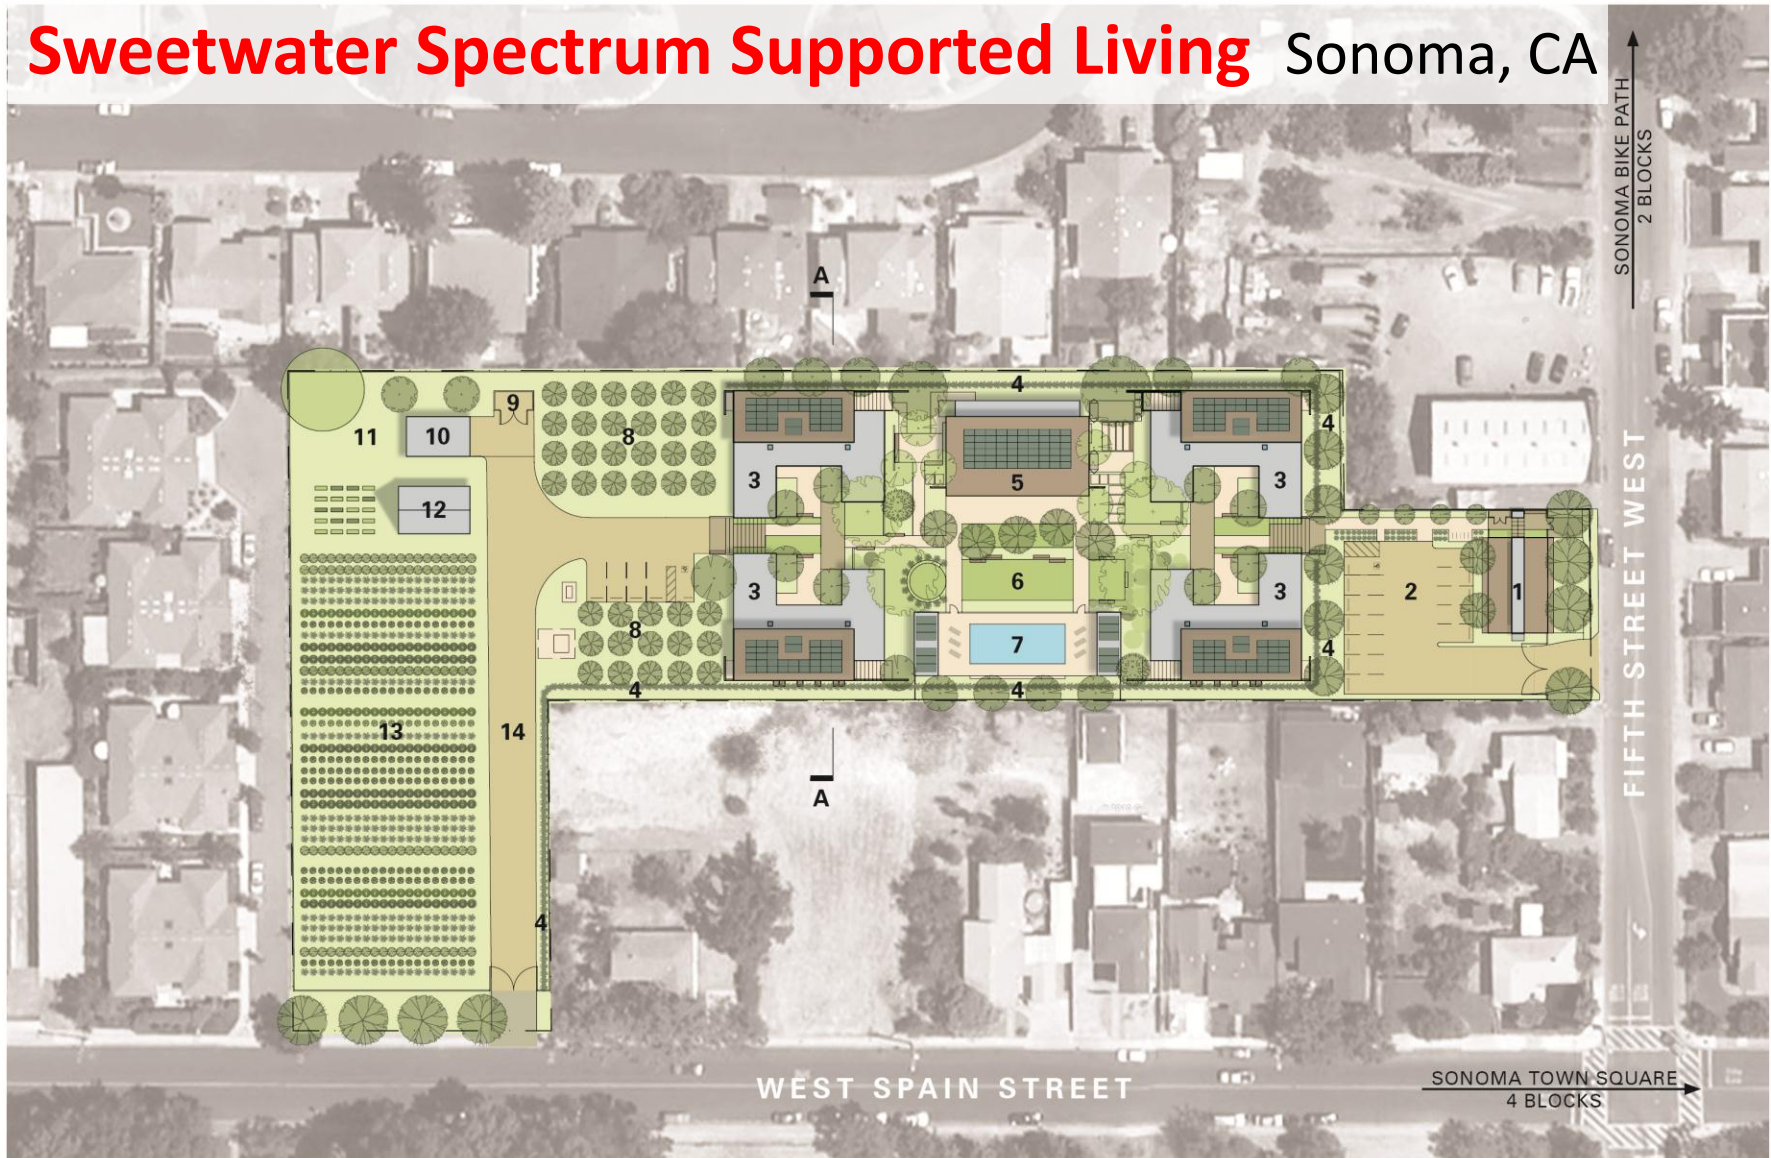 Sweetwater Spectrum Supported Living Sonoma, CA
SONOMA BIKE PATH
2 BLOCKS
A
4
9
11
10
8
4
3
5
3
12
3
6
3
2
1
8
7
4
4
4
13
14
A
4
FIFTH STREET WEST
WEST SPAIN STREET
SONOMA TOWN SQUARE
4 BLOCKS